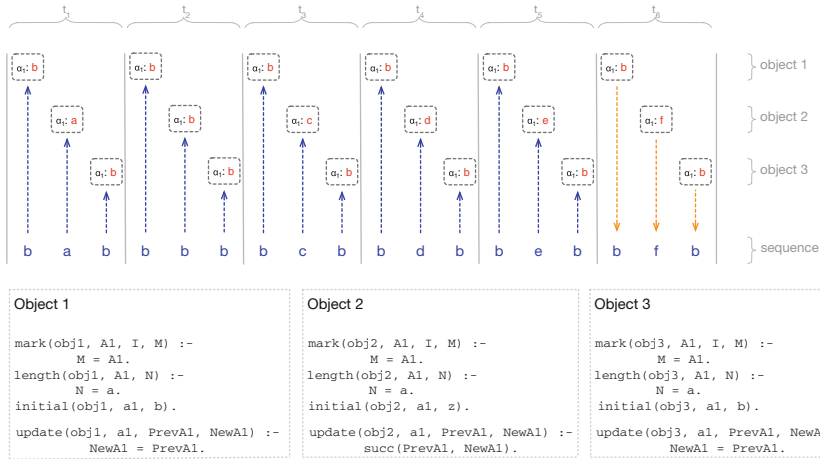 t1 t2 t3 t4 t5 t6
α1: b α1: b α1: b α1: b α1: b α1: b object 1
α1: a α1: b α1: c α1: d α1: e α1: f object 2
α1: b α1: b α1: b α1: b α1: b α1: b object 3
b a b b b b b c b b d b b e b b f b sequence
Object 1
mark(obj1, A1, I, M) :-
M = A1.
length(obj1, A1, N) :-
N = a.
initial(obj1, a1, b).
update(obj1, a1, PrevA1, NewA1) :-
NewA1 = PrevA1.
Object 2
mark(obj2, A1, I, M) :-
M = A1.
length(obj2, A1, N) :-
N = a.
initial(obj2, a1, z).
update(obj2, a1, PrevA1, NewA1) :-
succ(PrevA1, NewA1).
Object 3
mark(obj3, A1, I, M) :-
M = A1.
length(obj3, A1, N) :-
N = a.
initial(obj3, a1, b).
update(obj3, a1, PrevA1, NewA
NewA1 = PrevA1.